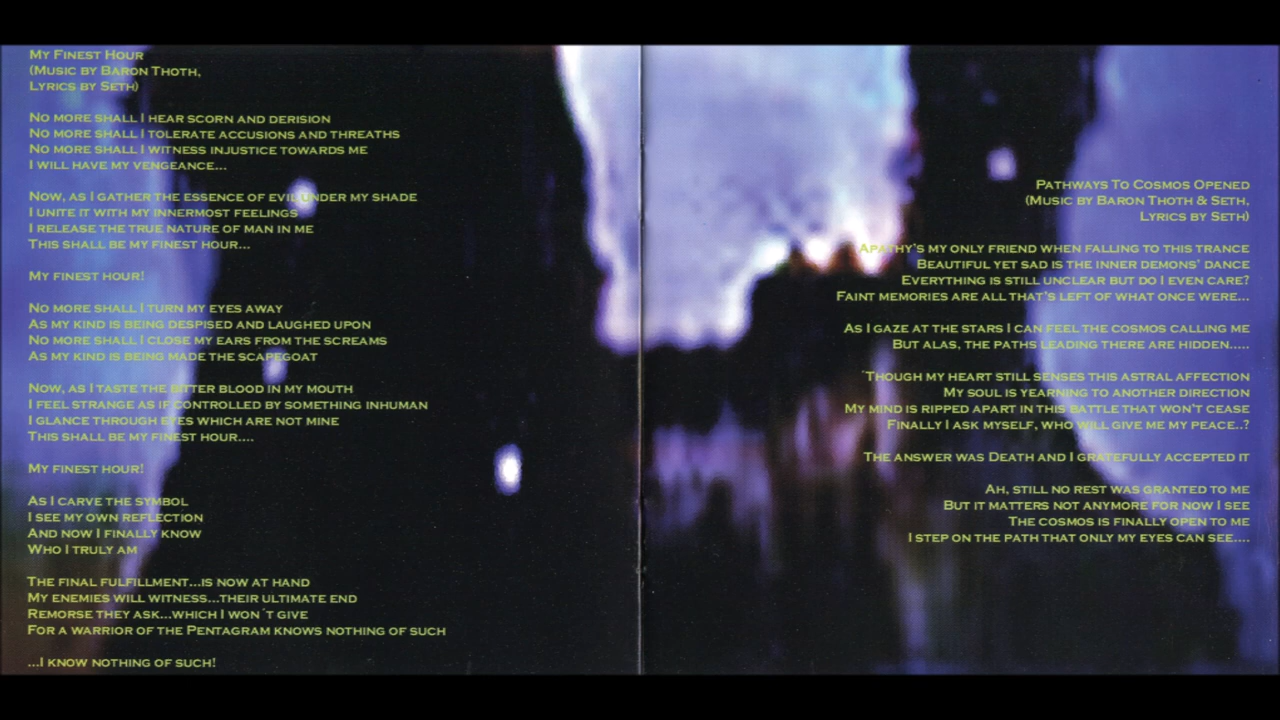 My Finest Hour
(Music by Baron Thoth,
Lyrics by Seth)
No more shall I hear scorn and derision
No more shall I tolerate accusions and threaths
No more shall I witness injustice towards me
I will have my vengeance...
Now, as I gather the essence of evil under my shade
I unite it with my innermost feelings
I release the true nature of man in me
This shall be my finest hour...
My finest hour!
No more shall I turn my eyes away
As my kind is being despised and laughed upon
No more shall I close my ears from the screams
As my kind is being made the scapegoat
Now, as I taste the bitter blood in my mouth
I feel strange as if controlled by something inhuman
I glance through eyes which are not mine
This shall be my finest hour....
My finest hour!
As I carve the symbol
I see my own reflection
And now I finally know
Who I truly am
The final fulfillment...is now at hand
My enemies will witness...their ultimate end
Remorse they ask...which I won´t give
For a warrior of the Pentagram knows nothing of such
...I know nothing of such!
Pathways To Cosmos Opened
(Music by Baron Thoth & Seth,
Lyrics by Seth)
Apathy's my only friend when falling to this trance
Beautiful yet sad is the inner demons' dance
Everything is still unclear but do I even care?
Faint memories are all that's left of what once were...
As I gaze at the stars I can feel the cosmos calling me
But alas, the paths leading there are hidden.....
'Though my heart still senses this astral affection
My soul is yearning to another direction
My mind is ripped apart in this battle that won't cease
Finally I ask myself, who will give me my peace..?
The answer was Death and I gratefully accepted it
Ah, still no rest was granted to me
But it matters not anymore for now I see
The cosmos is finally open to me
I step on the path that only my eyes can see....